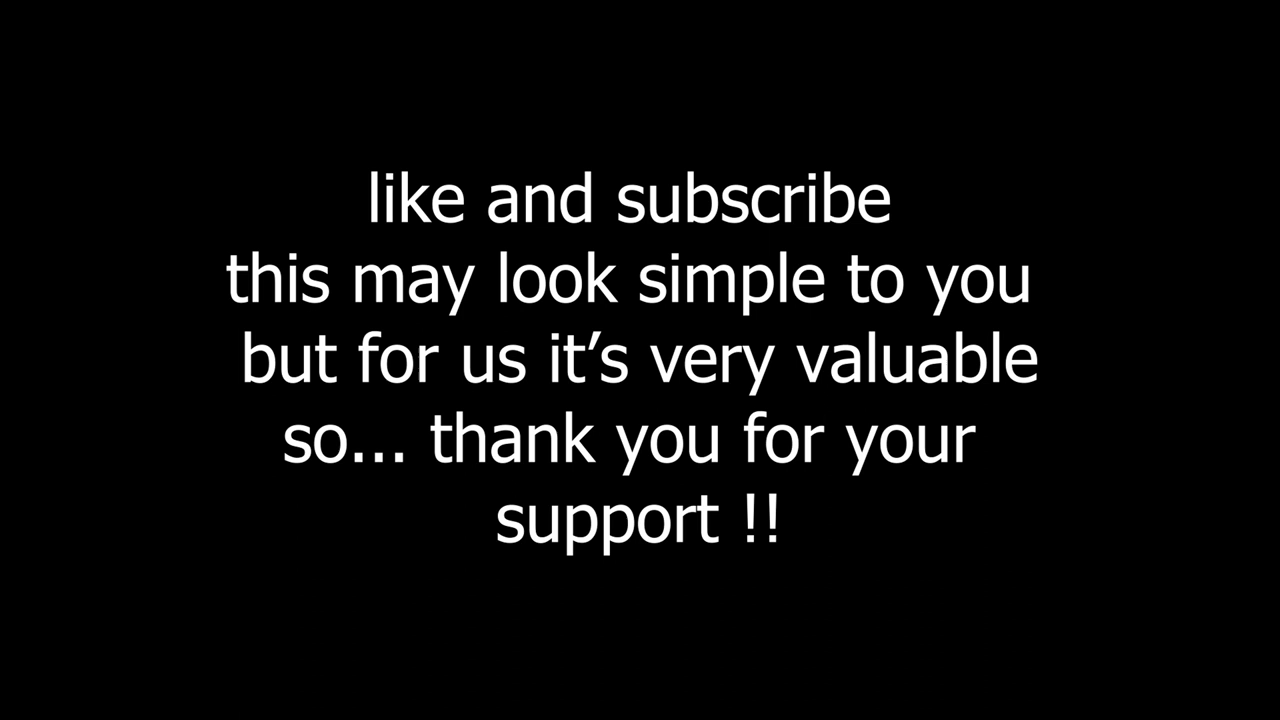 like and subscribe
this may look simple to you
but for us it’s very valuable
so... thank you for your
support !!